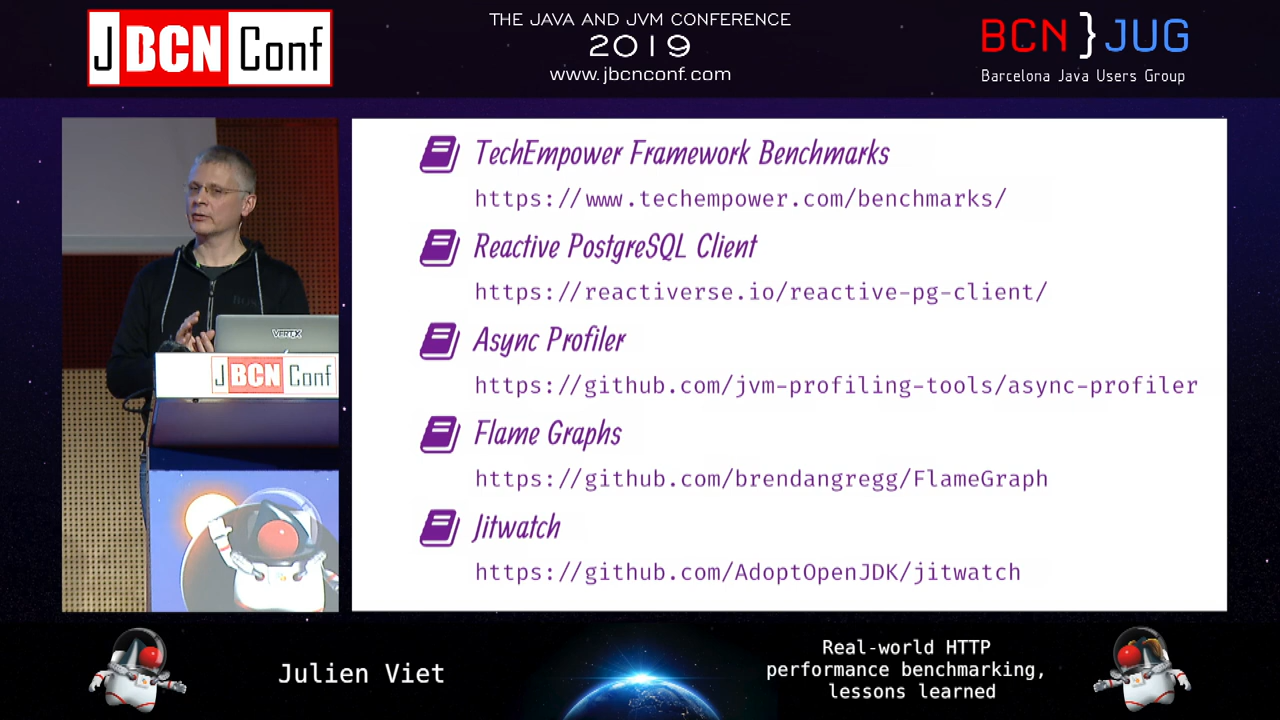 J BCN Conf
THE JAVA AND JVM CONFERENCE
2019
www.jbcnconf.com
BCN}JUG
Barcelona Java Users Group
TechEmpower Framework Benchmarks
https://www.techempower.com/benchmarks/
Reactive PostgreSQL Client
https://reactiverse.io/reactive-pg-client/
Async Profiler
https://github.com/jvm-profiling-tools/async-profiler
Flame Graphs
https://github.com/brendangregg/FlameGraph
Jitwatch
https://github.com/AdoptOpenJDK/jitwatch
VERT.X
J BCN Conf
Julien Viet
Real-world HTTP
performance benchmarking,
lessons learned